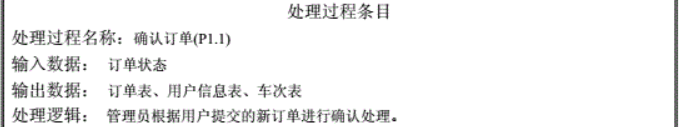 处理过程条目
处理过程名称：确认订单(P1.1)
输入数据： 订单状态
输出数据： 订单表、用户信息表、车次表
处理逻辑： 管理员根据用户提交的新订单进行确认处理。